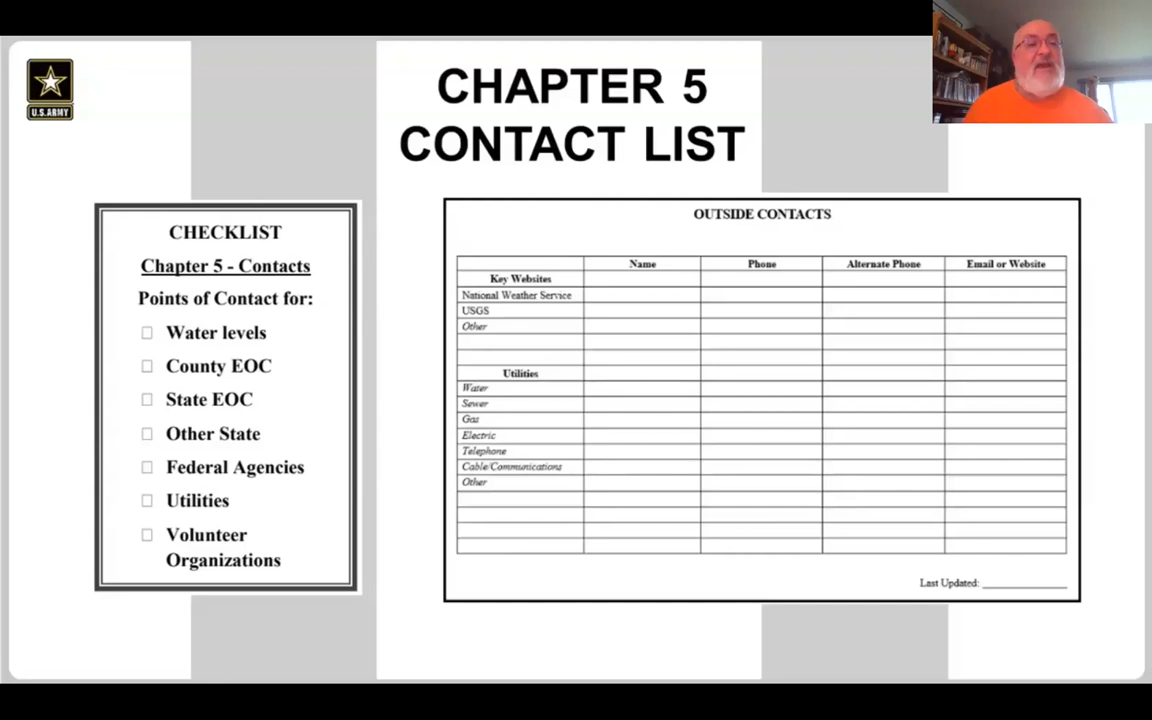 U.S.ARMY
CHAPTER 5
CONTACT LIST
CHECKLIST
Chapter 5 - Contacts
Points of Contact for:
☐ Water levels
☐ County EOC
☐ State EOC
☐ Other State
☐ Federal Agencies
☐ Utilities
☐ Volunteer
Organizations
OUTSIDE CONTACTS
Name Phone Alternate Phone Email or Website
Key Websites
National Weather Service
USGS
Other
Utilities
Water
Sewer
Gas
Electric
Telephone
Cable/Communications
Other
Last Updated: _______________